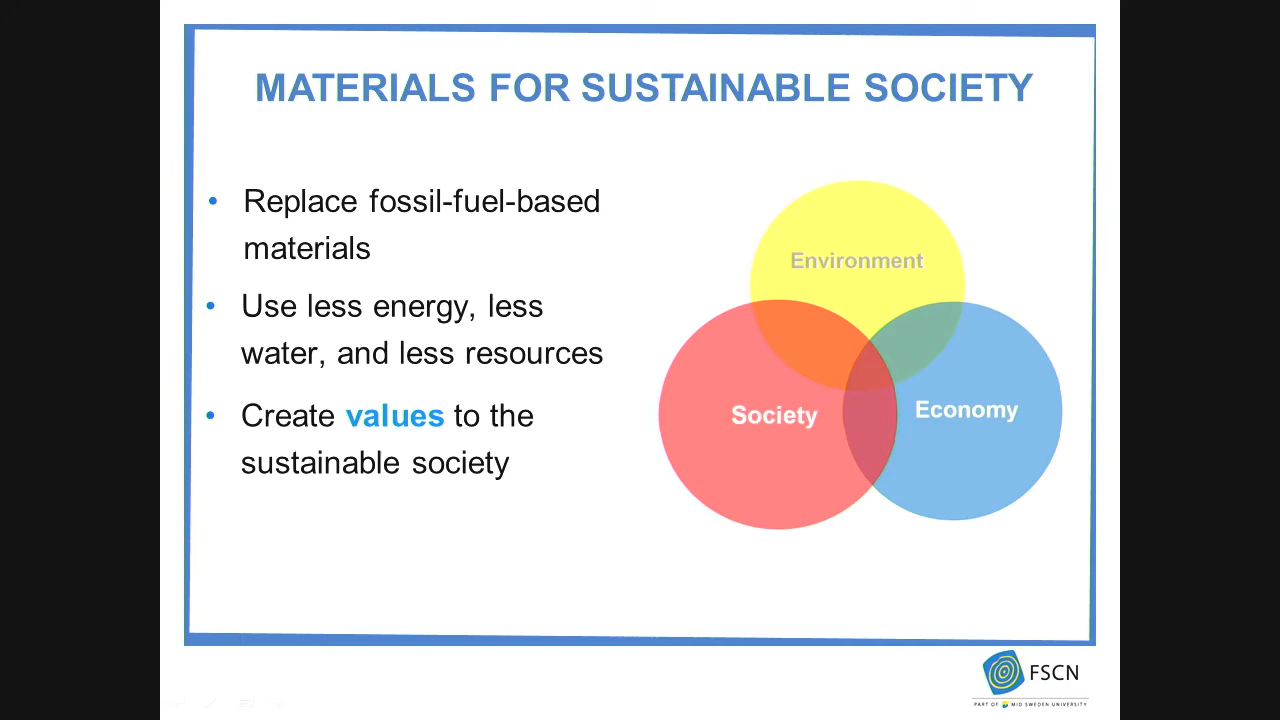 MATERIALS FOR SUSTAINABLE SOCIETY
• Replace fossil-fuel-based
materials
• Use less energy, less
water, and less resources
• Create values to the
sustainable society
Environment
Society
Economy
FSCN
PART OF MID SWEDEN UNIVERSITY